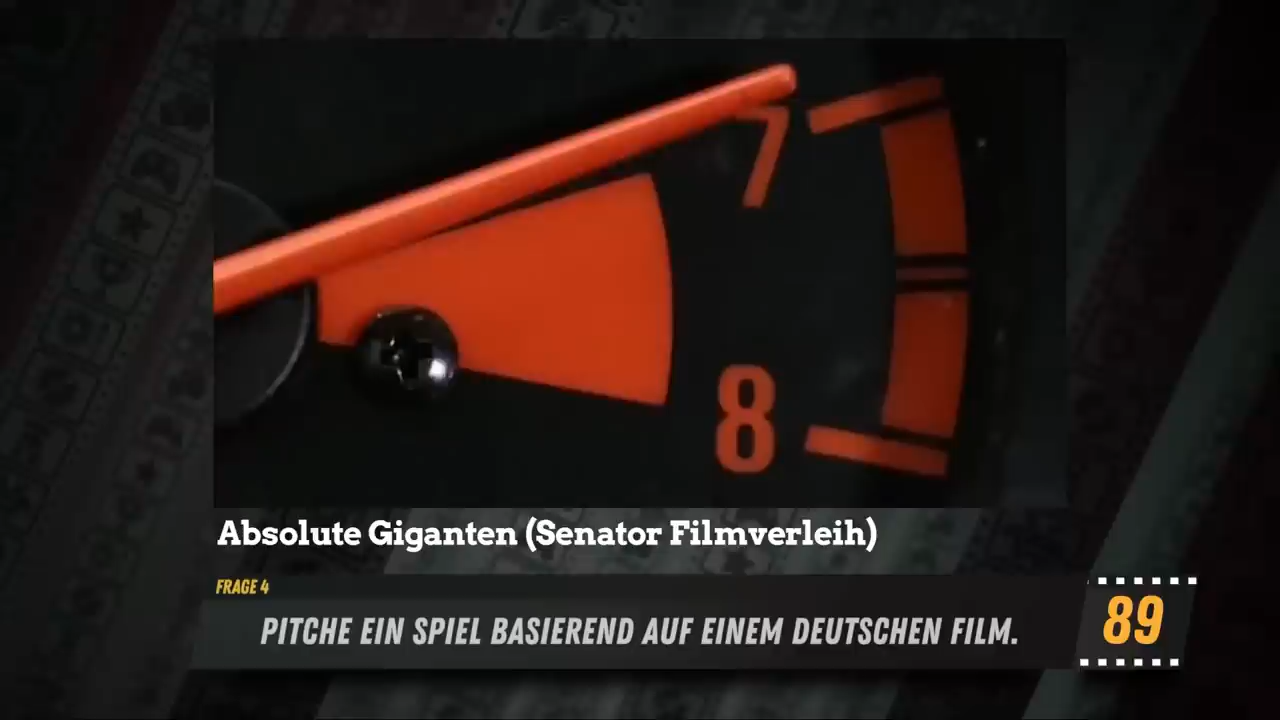 7
8
Absolute Giganten (Senator Filmverleih)
FRAGE 4
PITCHE EIN SPIEL BASIEREND AUF EINEM DEUTSCHEN FILM.
89